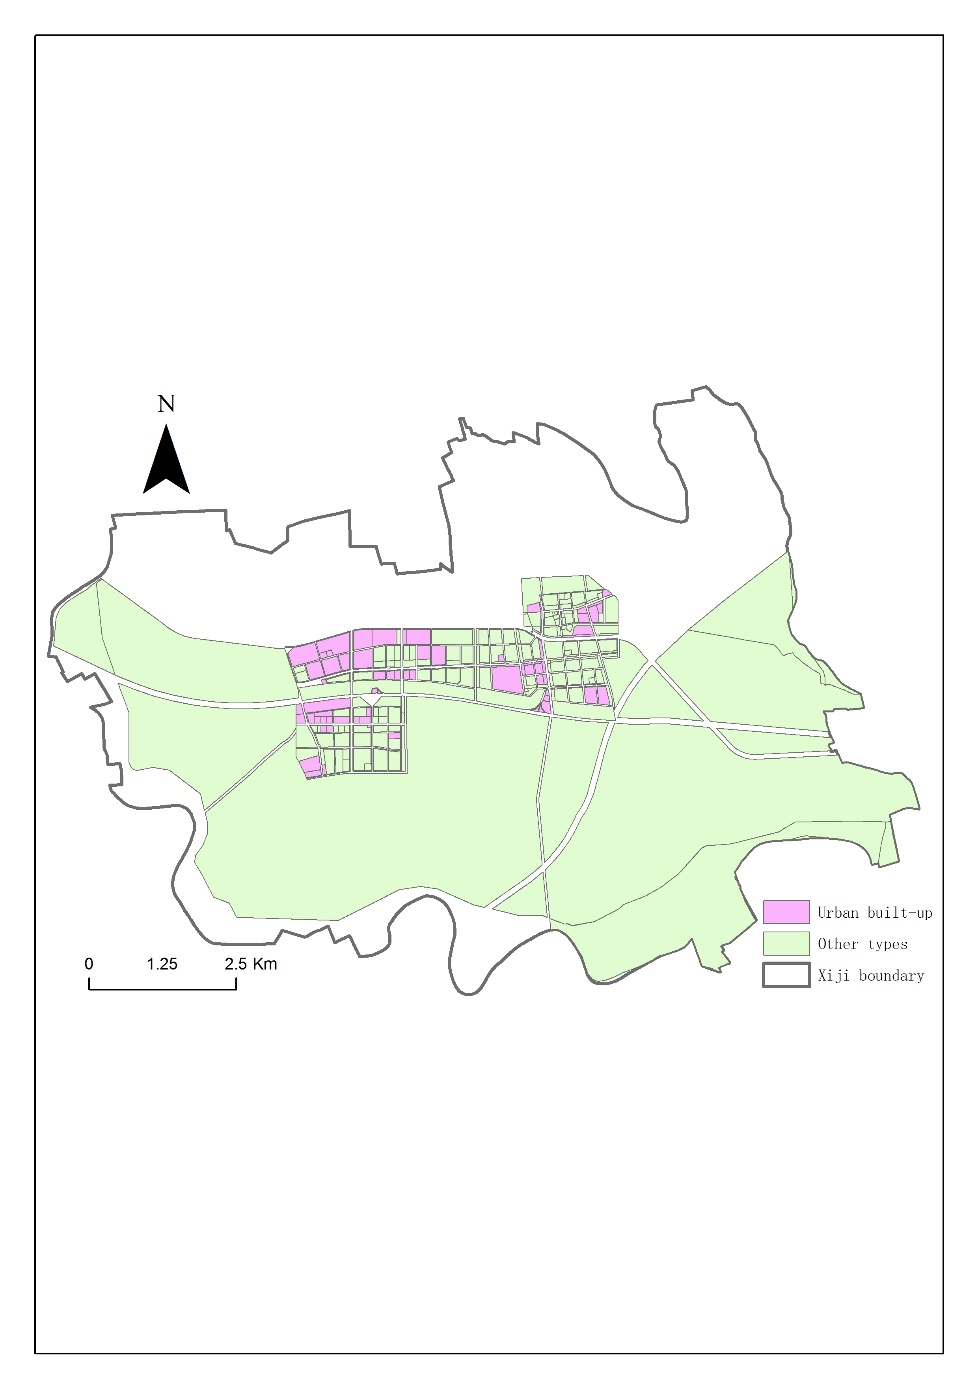 N
Urban built-up
Other types
Xiji boundary
0 1.25 2.5 Km